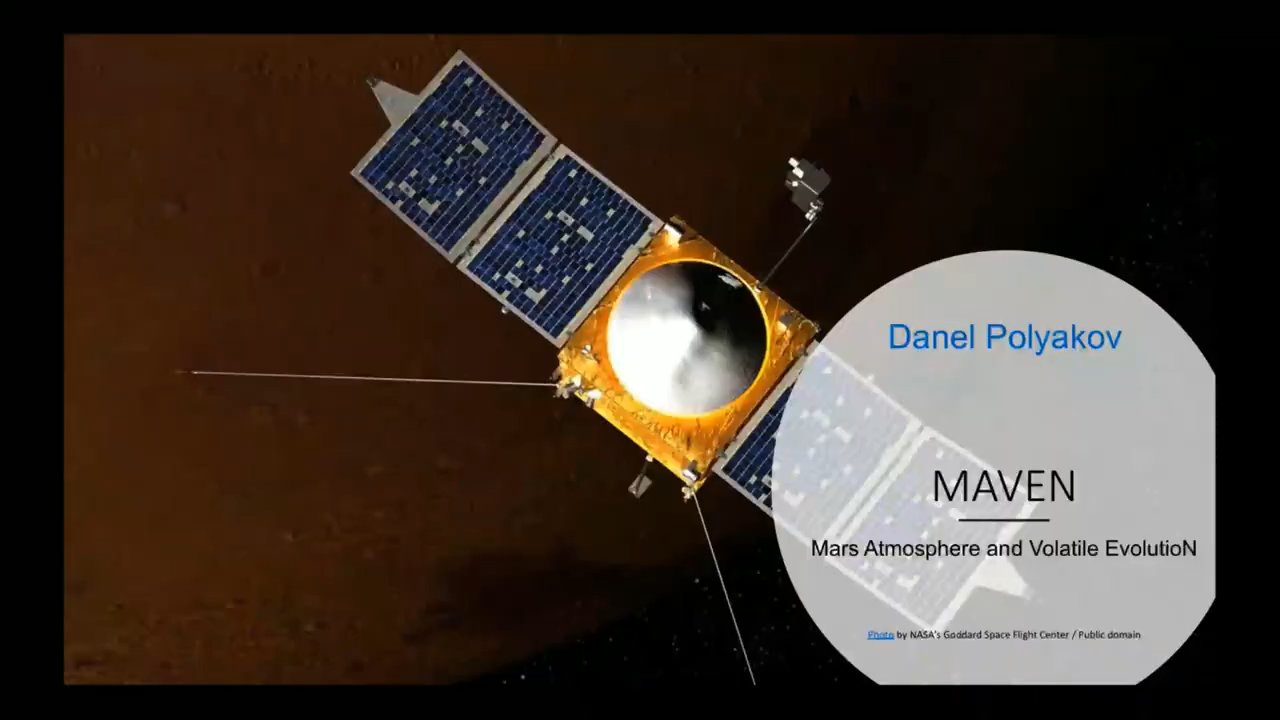 Danel Polyakov
MAVEN
Mars Atmosphere and Volatile EvolutioN
Photo by NASA's Goddard Space Flight Center / Public domain